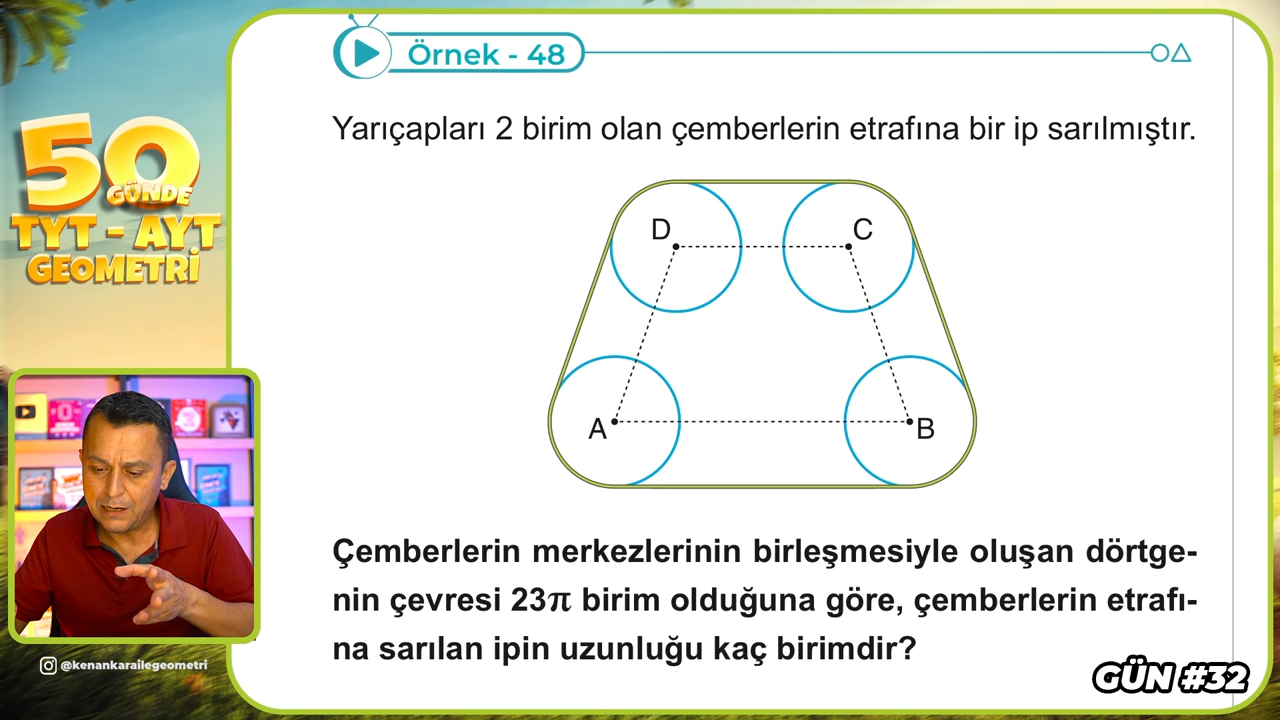 Örnek - 48
Yarıçapları 2 birim olan çemberlerin etrafına bir ip sarılmıştır.
50
GÜNDE
TYT - AYT
GEOMETRİ
D
C
A
B
Çemberlerin merkezlerinin birleşmesiyle oluşan dörtge-
nin çevresi 23π birim olduğuna göre, çemberlerin etrafı-
na sarılan ipin uzunluğu kaç birimdir?
@kenankarailegeometri
GÜN #32